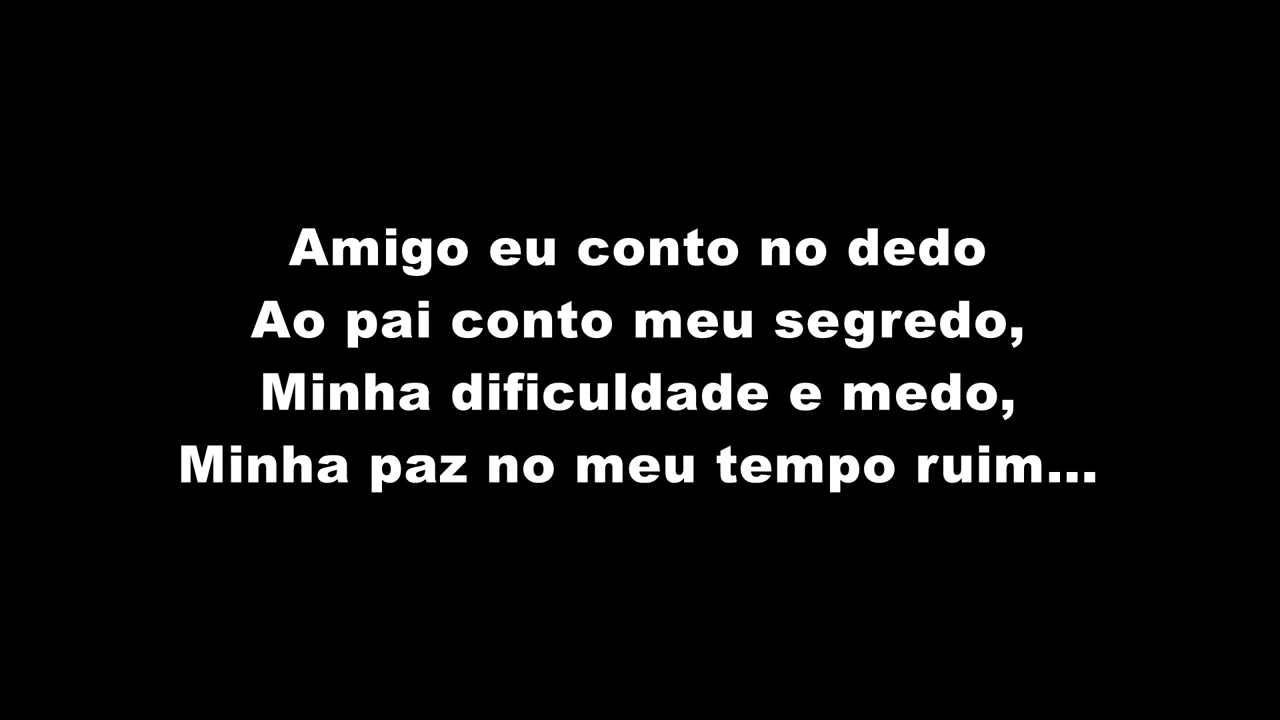 Amigo eu conto no dedo
Ao pai conto meu segredo,
Minha dificuldade e medo,
Minha paz no meu tempo ruim...